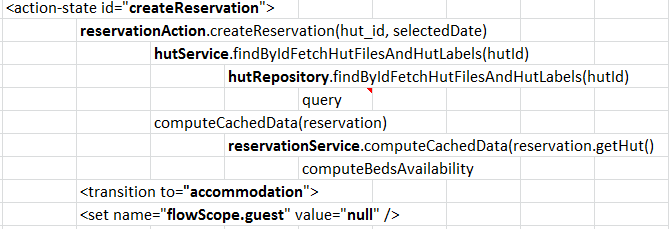 <action-state id="createReservation">
reservationAction.createReservation(hut_id, selectedDate)
hutService.findByIdFetchHutFilesAndHutLabels(hutId)
hutRepository.findByIdFetchHutFilesAndHutLabels(hutId)
query
computeCachedData(reservation)
reservationService.computeCachedData(reservation.getHut()
computeBedsAvailability
<transition to="accommodation">
<set name="flowScope.guest" value="null" />